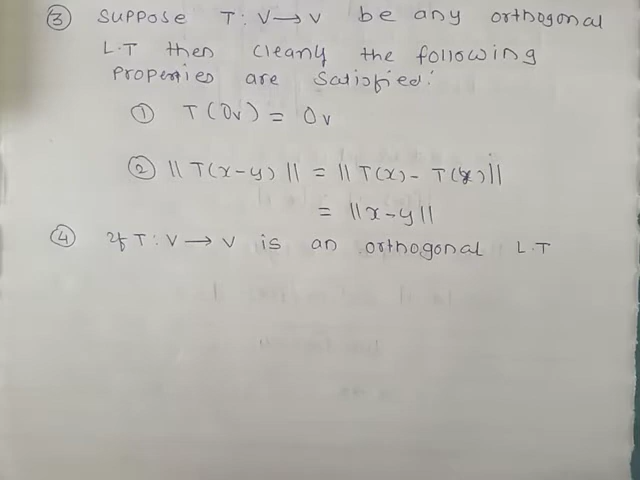 ③ Suppose T: V→V be any orthogonal
L.T then clearly the following
properties are satisfied:
① T(0v) = 0v
② ||T(x-y)|| = ||T(x) - T(y)||
= ||x-y||
④ If T: V→V is an orthogonal L.T